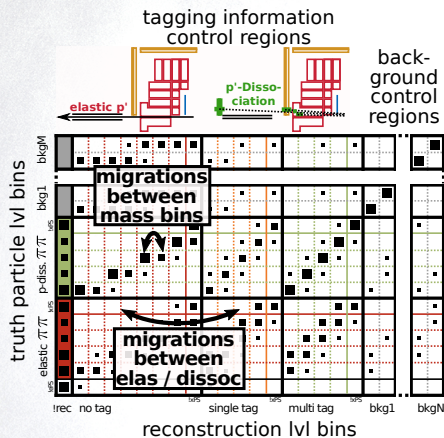 tagging information
control regions
back-
ground
control
regions
elastic p'
p'-Disso-
ciation
truth particle lvl bins
bkgM
bkg1
p-diss. ππ
elastic ππ
migrations
between
mass bins
migrations
between
elas / dissoc
!rec
no tag
single tag
multi tag
bkg1
bkgN
reconstruction lvl bins